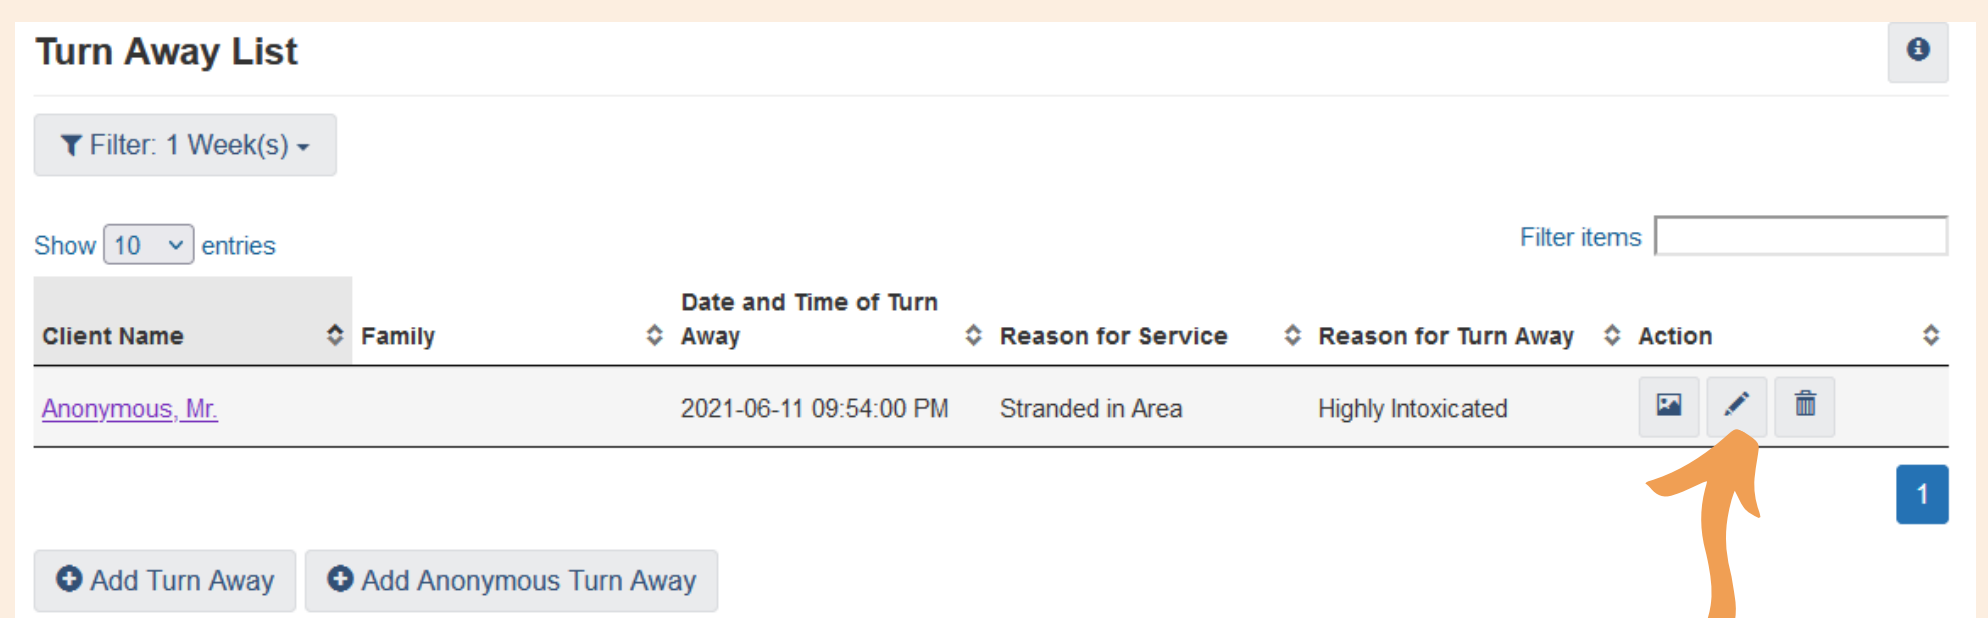 Turn Away List
Filter: 1 Week(s)
Show 10 entries
Filter items
Client Name Family Date and Time of Turn Away Reason for Service Reason for Turn Away Action
Anonymous, Mr. 2021-06-11 09:54:00 PM Stranded in Area Highly Intoxicated
1
Add Turn Away Add Anonymous Turn Away